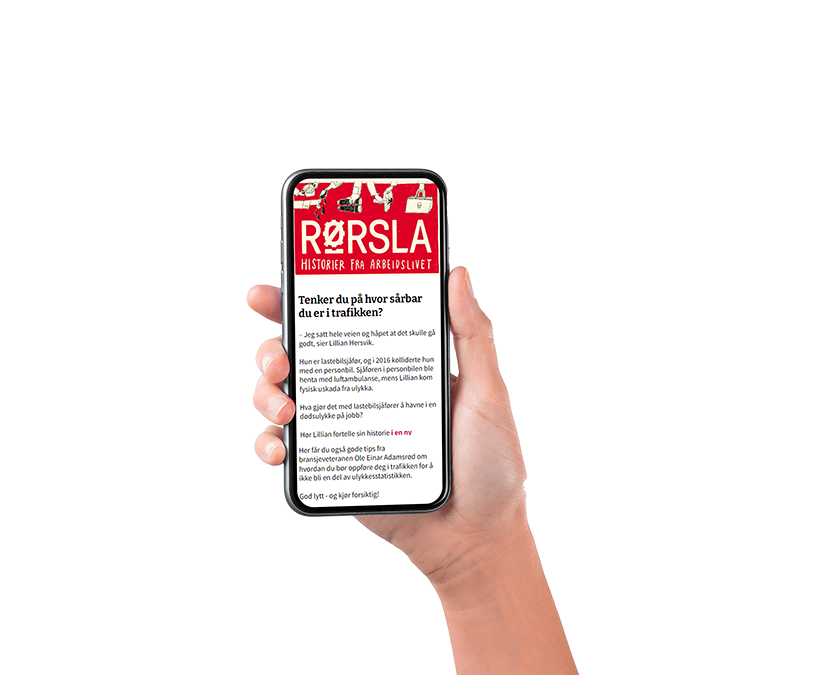 RØRSLA
HISTORIER FRA ARBEIDSLIVET
Tenker du på hvor sårbar
du er i trafikken?
– Jeg satt hele veien og håpet at det skulle gå
godt, sier Lillian Hersvik.
Hun er lastebilsjåfør, og i 2016 kolliderte hun
med en personbil. Sjåføren i personbilen ble
henta med luftambulanse, mens Lillian kom
fysisk uskada fra ulykka.
Hva gjør det med lastebilsjåfører å havne i en
dødsulykke på jobb?
Hør Lillian fortelle sin historie i en ny
Her får du også gode tips fra
bransjeveteranen Ole Einar Adamsrød om
hvordan du bør oppføre deg i trafikken for å
ikke bli en del av ulykkesstatistikken.
God lytt - og kjør forsiktig!